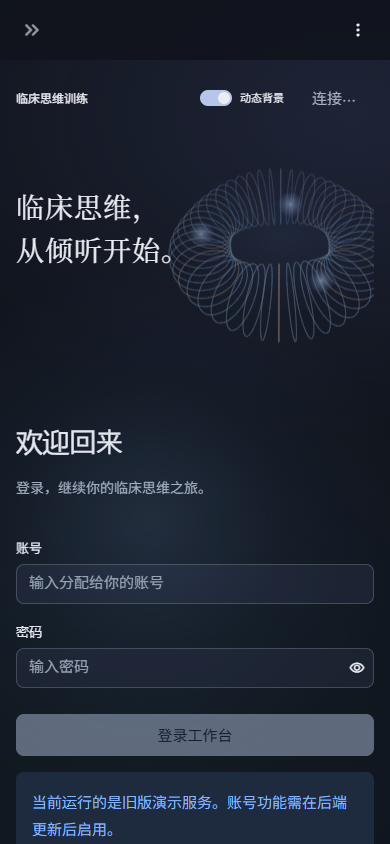 临床思维训练
动态背景
连接…
临床思维，
从倾听开始。
欢迎回来
登录，继续你的临床思维之旅。
账号
输入分配给你的账号
密码
输入密码
登录工作台
当前运行的是旧版演示服务。账号功能需在后端
更新后启用。